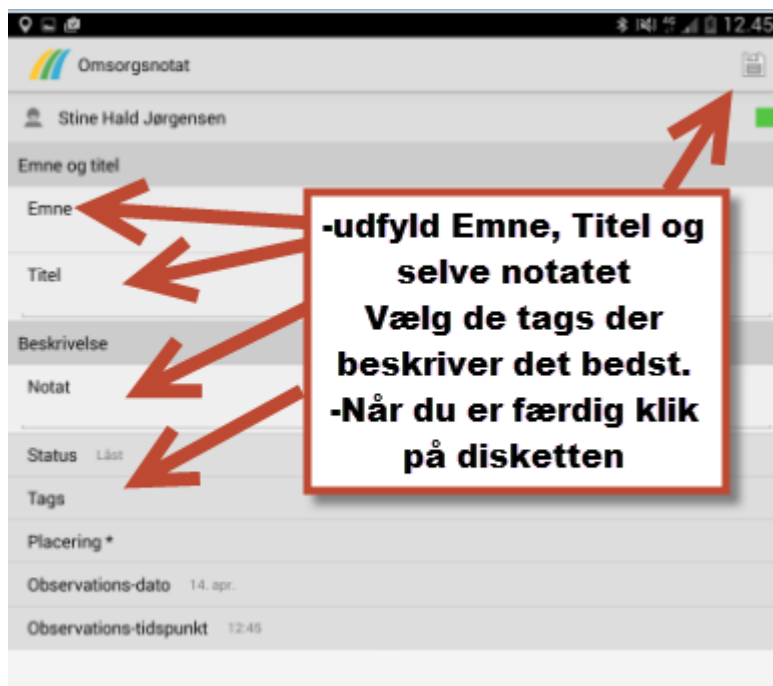 12.45
Omsorgsnotat
Stine Hald Jørgensen
Emne og titel
Emne
Titel
-udfyld Emne, Titel og
selve notatet
Vælg de tags der
beskriver det bedst.
-Når du er færdig klik
på disketten
Beskrivelse
Notat
Status Låst
Tags
Placering *
Observations-dato 14. apr.
Observations-tidspunkt 12:45